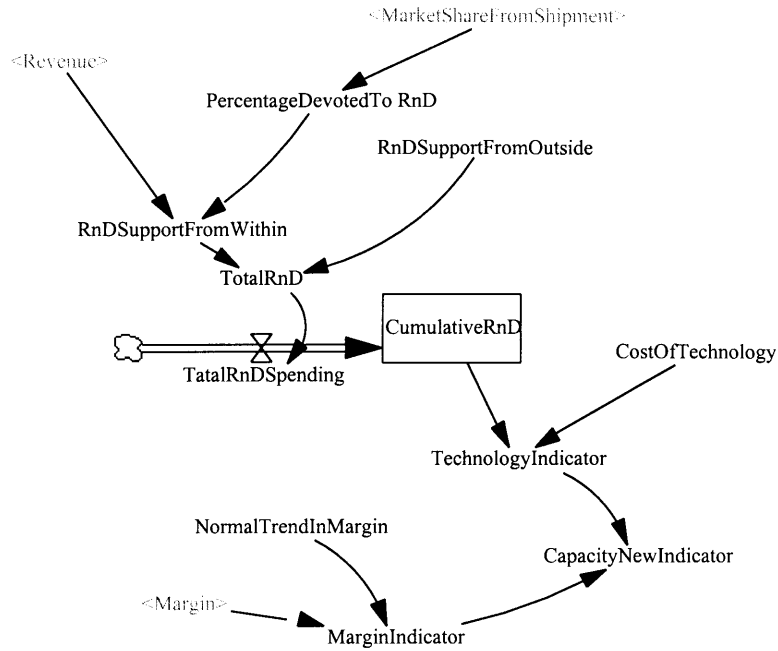 <MarketShareFromShipment>
<Revenue>
PercentageDevotedTo RnD
RnDSupportFromOutside
RnDSupportFromWithin
TotalRnD
CumulativeRnD
CostOfTechnology
TatalRnDSpending
TechnologyIndicator
NormalTrendInMargin
CapacityNewIndicator
<Margin>
MarginIndicator